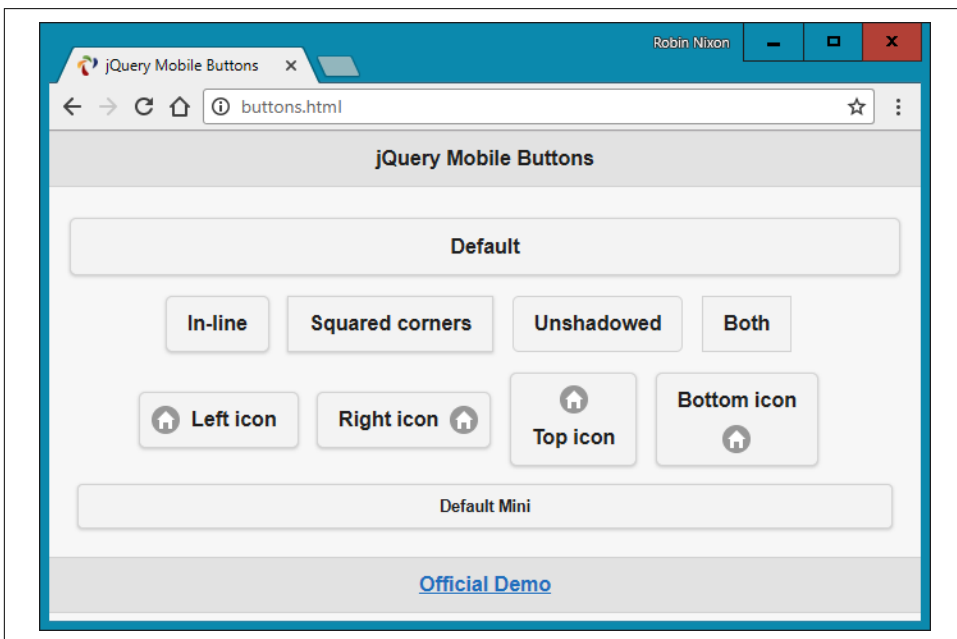 Robin Nixon
jQuery Mobile Buttons
buttons.html
jQuery Mobile Buttons
Default
In-line Squared corners Unshadowed Both
Left icon Right icon Top icon Bottom icon
Default Mini
Official Demo